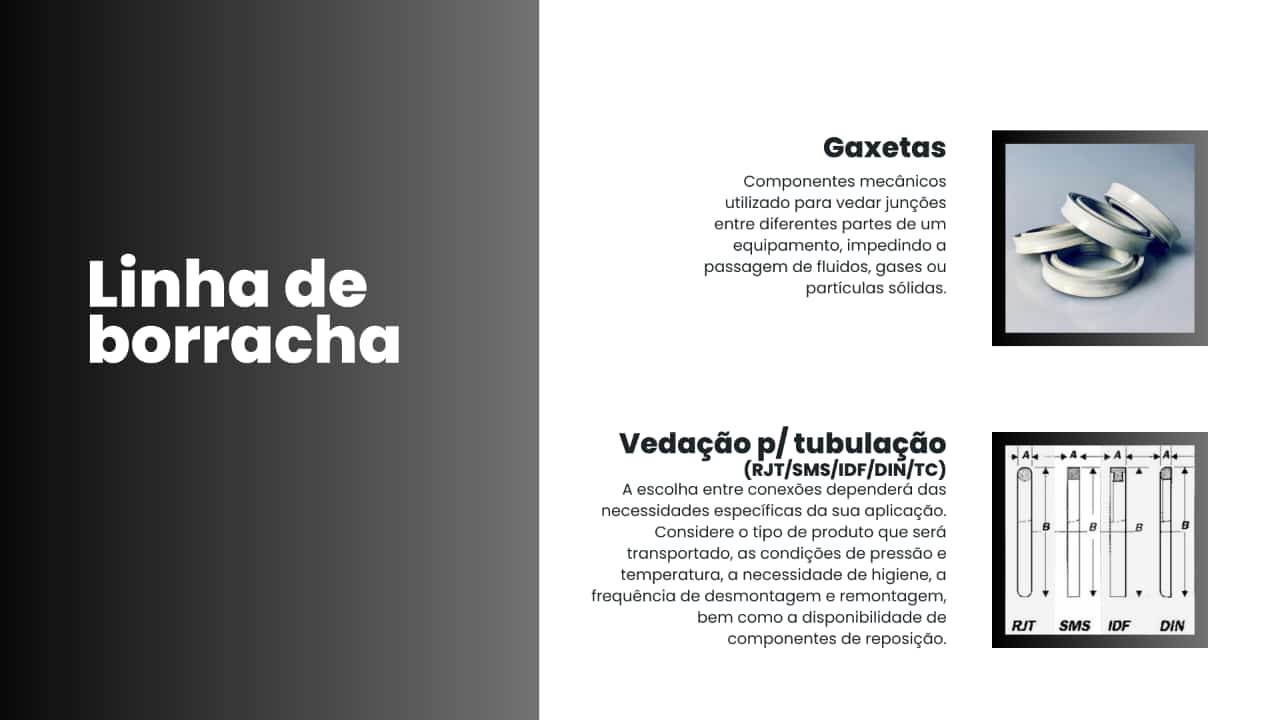 Linha de
borracha
Gaxetas
Componentes mecânicos
utilizado para vedar junções
entre diferentes partes de um
equipamento, impedindo a
passagem de fluidos, gases ou
partículas sólidas.
Vedação p/ tubulação
(RJT/SMS/IDF/DIN/TC)
A escolha entre conexões dependerá das
necessidades específicas da sua aplicação.
Considere o tipo de produto que será
transportado, as condições de pressão e
temperatura, a necessidade de higiene, a
frequência de desmontagem e remontagem,
bem como a disponibilidade de
componentes de reposição.
A A A A
B B B B
RJT SMS IDF DIN